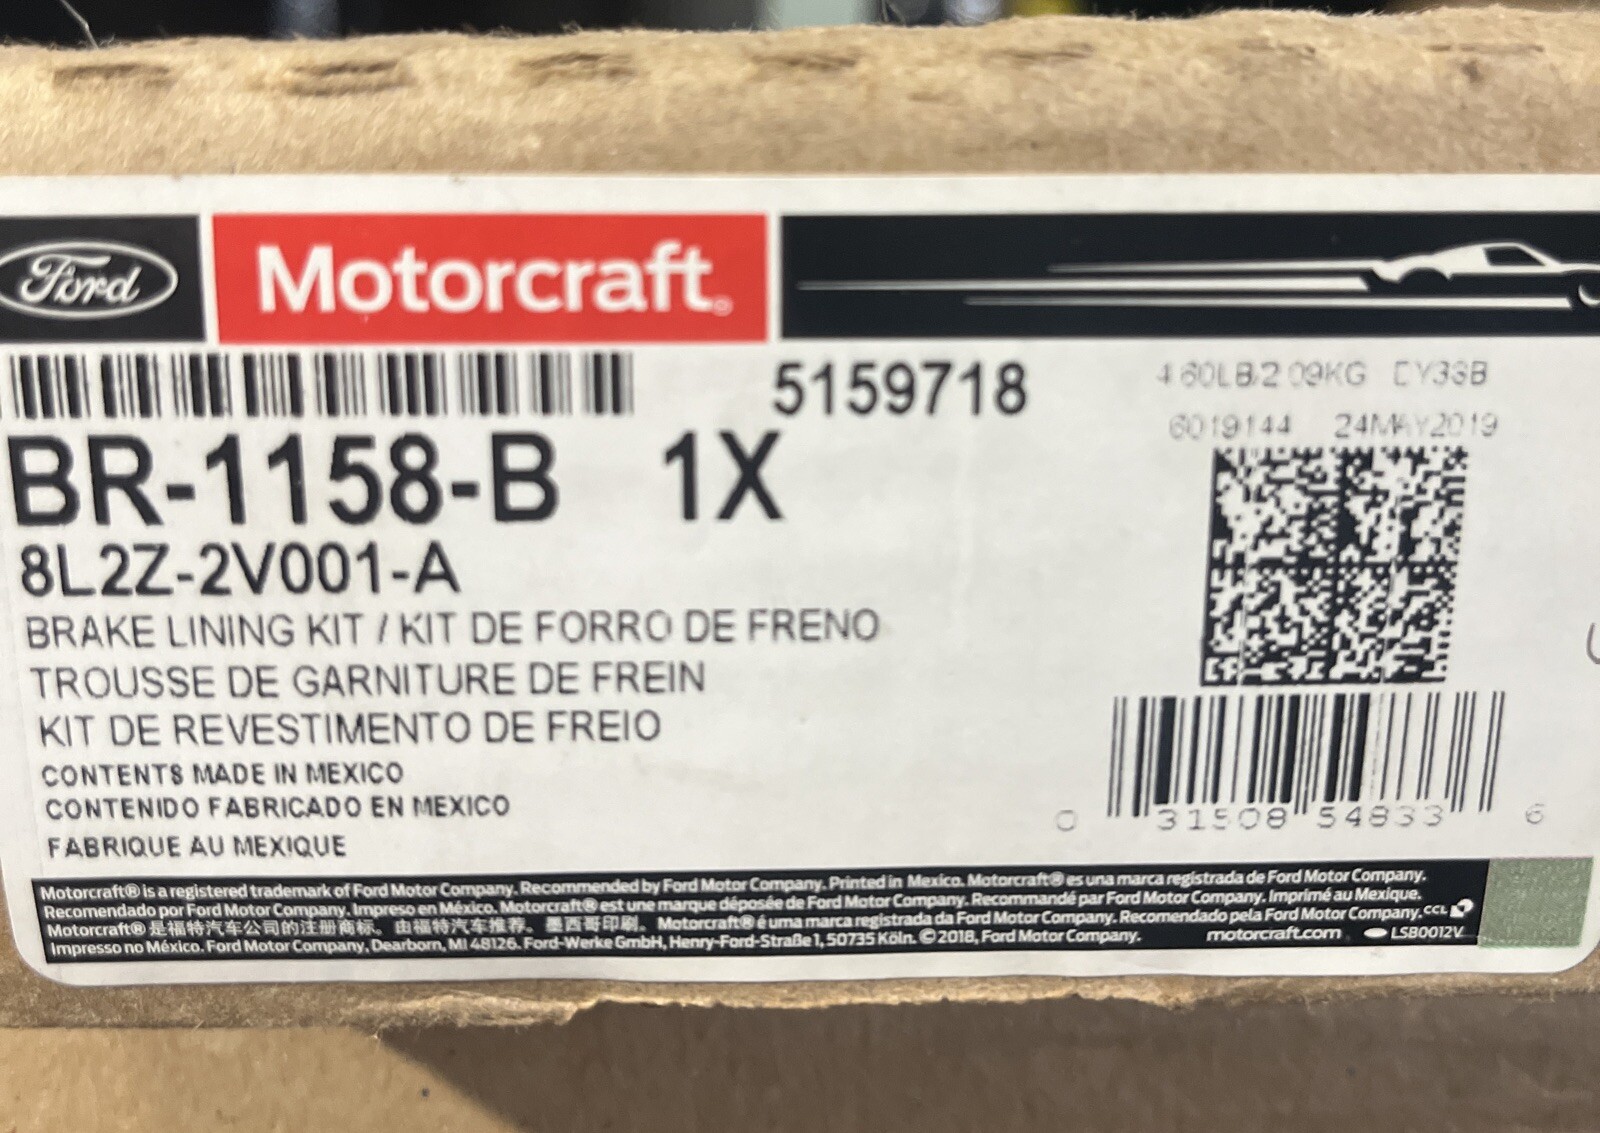 Ford
Motorcraft®
5159718
4.60LB/2.09KG
6019144 24MAY2019
BR-1158-B 1X
8L2Z-2V001-A
BRAKE LINING KIT / KIT DE FORRO DE FRENO
TROUSSE DE GARNITURE DE FREIN
KIT DE REVESTIMENTO DE FREIO
CONTENTS MADE IN MEXICO
CONTENIDO FABRICADO EN MEXICO
FABRIQUE AU MEXIQUE
0 31508 54833 6
Motorcraft® is a registered trademark of Ford Motor Company. Recommended by Ford Motor Company. Printed in Mexico. Motorcraft® es una marca registrada de Ford Motor Company.
Recomendado por Ford Motor Company. Impreso en México. Motorcraft® est une marque déposée de Ford Motor Company. Recommandé par Ford Motor Company. Imprimé au Mexique.
Motorcraft® 是福特汽车公司的注册商标。由福特汽车推荐。墨西哥印刷。Motorcraft® é uma marca registrada da Ford Motor Company. Recomendado pela Ford Motor Company. CCL
Impresso no México. Ford Motor Company, Dearborn, MI 48126. Ford-Werke GmbH, Henry-Ford-Straße 1, 50735 Köln. ©2018, Ford Motor Company. motorcraft.com LSB0012V